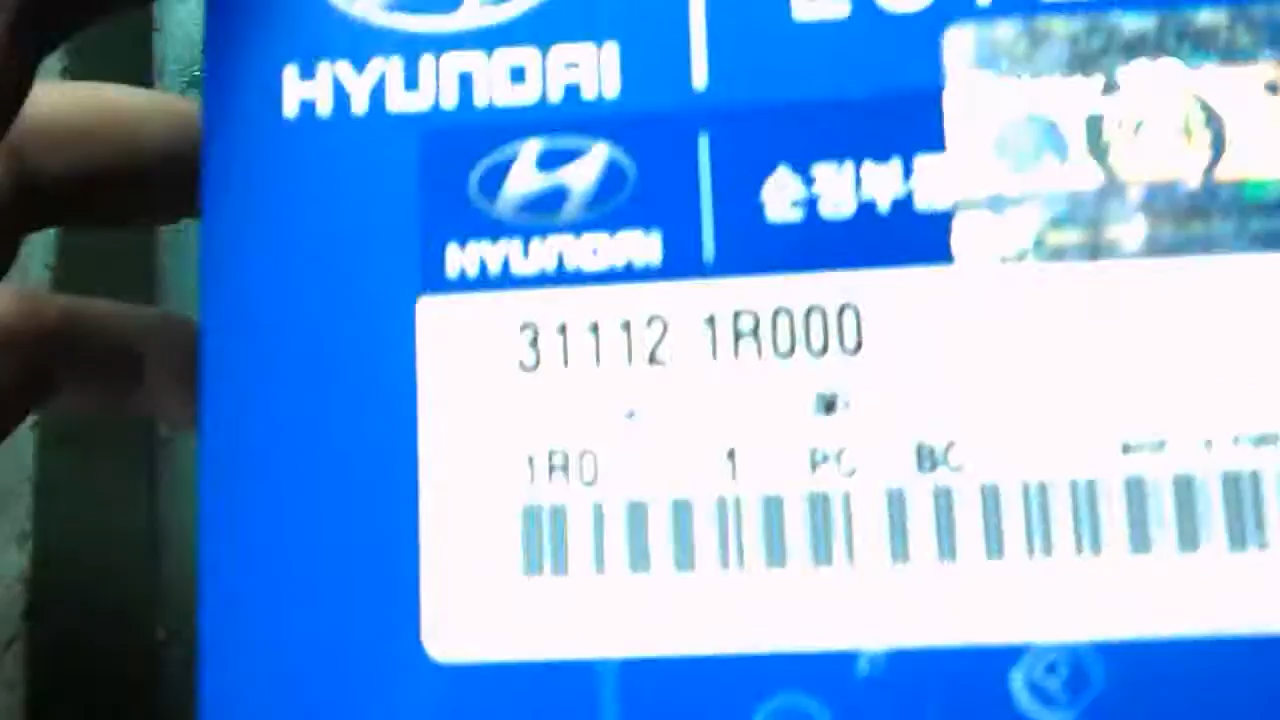 HYUNDAI
HYUNDAI
순정부품
31112 1R000
1R0 1 PC BC